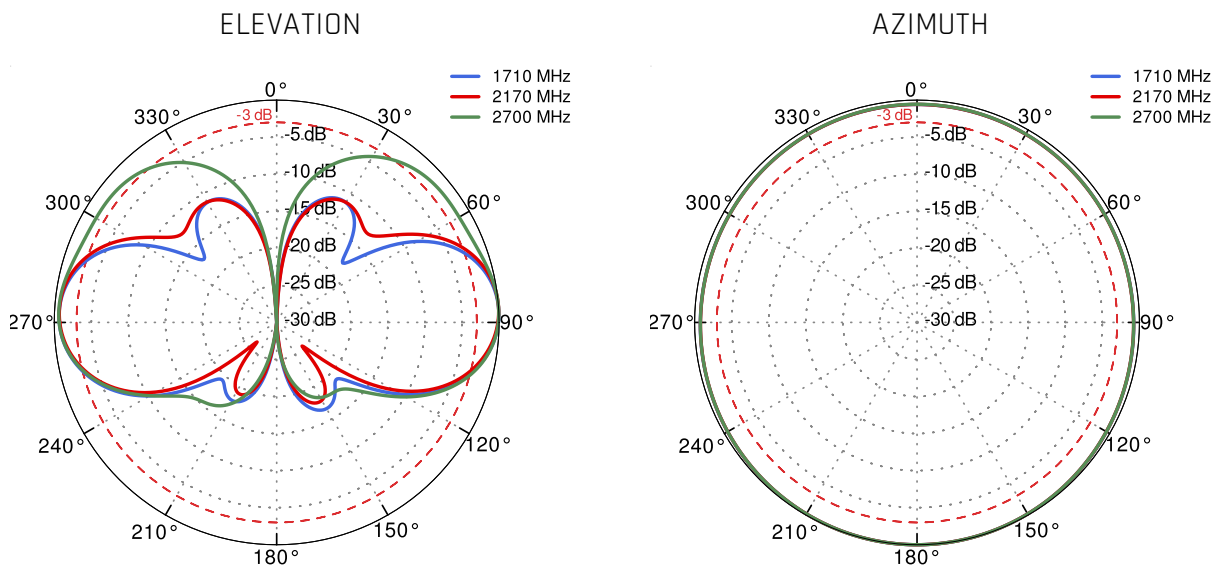 ELEVATION
1710 MHz
2170 MHz
2700 MHz
0°
330°
30°
-3 dB
-5 dB
-10 dB
300°
60°
-15 dB
20 dB
-25 dB
270°
-30 dB
90°
240°
120°
210°
150°
180°
AZIMUTH
1710 MHz
2170 MHz
2700 MHz
0°
330°
30°
-3 dB
-5 dB
-10 dB
300°
60°
-15 dB
-20 dB
-25 dB
270°
-30 dB
90°
240°
120°
210°
150°
180°